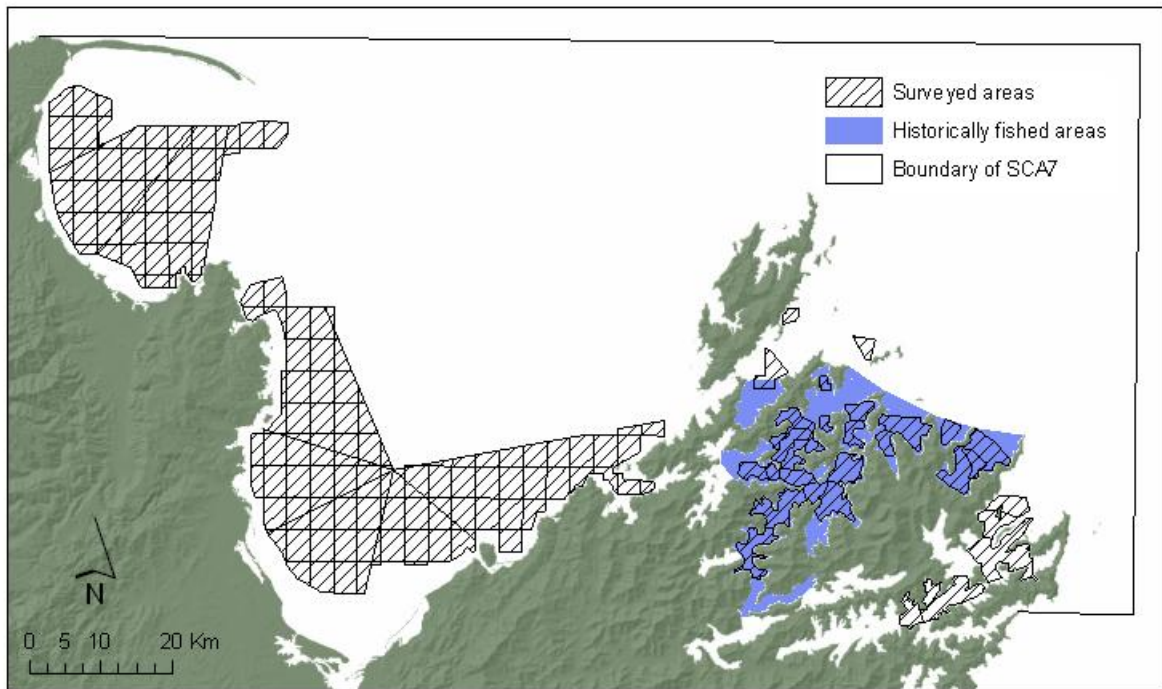 Surveyed areas
Historically fished areas
Boundary of SCA7
N
0 5 10 20 Km